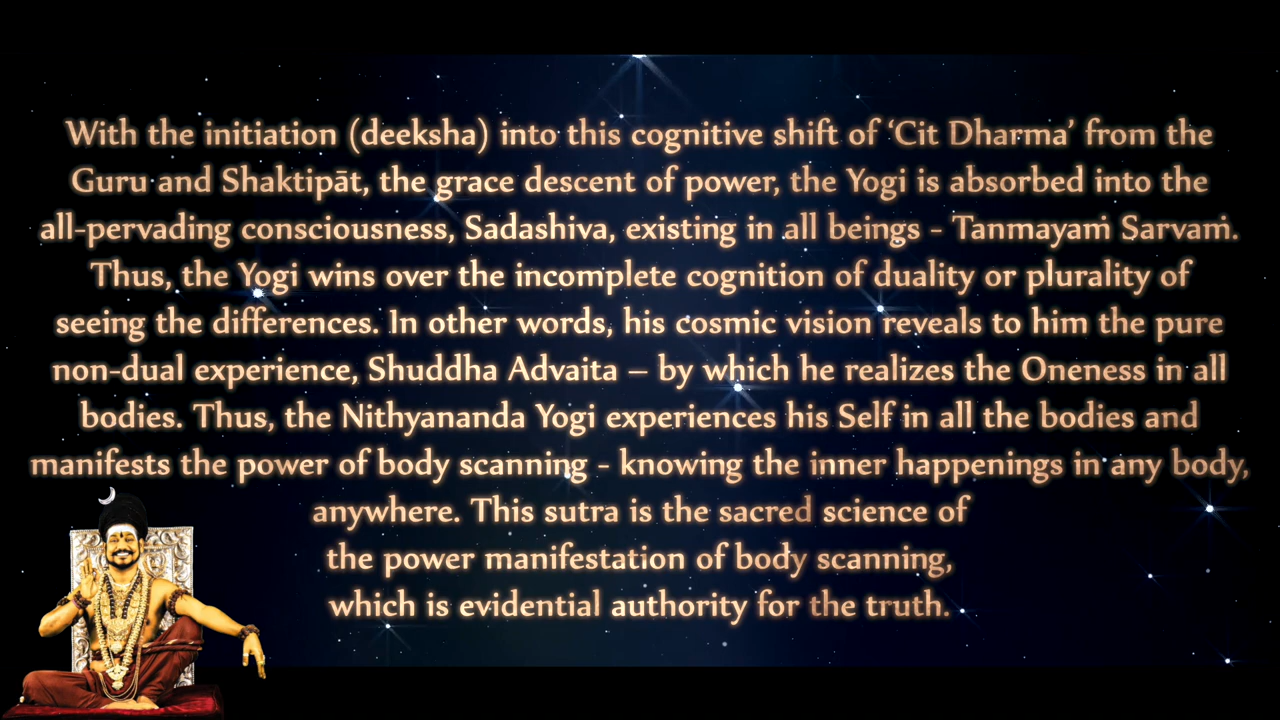 With the initiation (deeksha) into this cognitive shift of ‘Cit Dharma’ from the
Guru and Shaktipāt, the grace descent of power, the Yogi is absorbed into the
all-pervading consciousness, Sadashiva, existing in all beings - Tanmayaṁ Sarvaṁ.
Thus, the Yogi wins over the incomplete cognition of duality or plurality of
seeing the differences. In other words, his cosmic vision reveals to him the pure
non-dual experience, Shuddha Advaita – by which he realizes the Oneness in all
bodies. Thus, the Nithyananda Yogi experiences his Self in all the bodies and
manifests the power of body scanning - knowing the inner happenings in any body,
anywhere. This sutra is the sacred science of
the power manifestation of body scanning,
which is evidential authority for the truth.